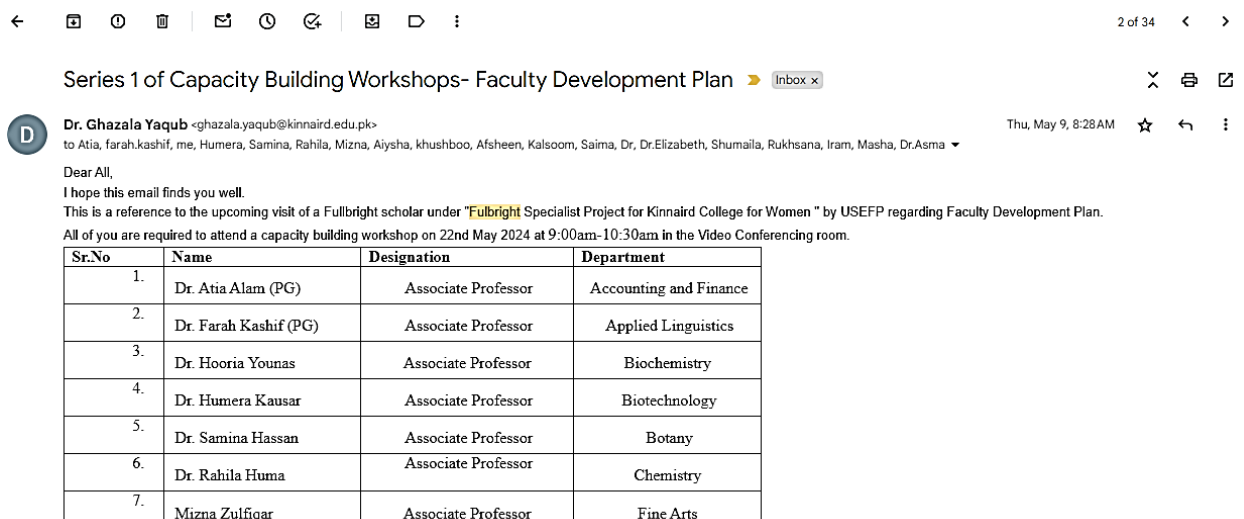 2 of 34
Series 1 of Capacity Building Workshops- Faculty Development Plan Inbox x
D
Dr. Ghazala Yaqub <ghazala.yaqub@kinnaird.edu.pk> Thu, May 9, 8:28 AM
to Atia, farah.kashif, me, Humera, Samina, Rahila, Mizna, Aiysha, khushboo, Afsheen, Kalsoom, Saima, Dr, Dr.Elizabeth, Shumaila, Rukhsana, Iram, Masha, Dr.Asma
Dear All,
I hope this email finds you well.
This is a reference to the upcoming visit of a Fullbright scholar under "Fulbright Specialist Project for Kinnaird College for Women " by USEFP regarding Faculty Development Plan.
All of you are required to attend a capacity building workshop on 22nd May 2024 at 9:00am-10:30am in the Video Conferencing room.
Sr.No Name Designation Department
1. Dr. Atia Alam (PG) Associate Professor Accounting and Finance
2. Dr. Farah Kashif (PG) Associate Professor Applied Linguistics
3. Dr. Hooria Younas Associate Professor Biochemistry
4. Dr. Humera Kausar Associate Professor Biotechnology
5. Dr. Samina Hassan Associate Professor Botany
6. Dr. Rahila Huma Associate Professor Chemistry
7. Mizna Zulfiqar Associate Professor Fine Arts